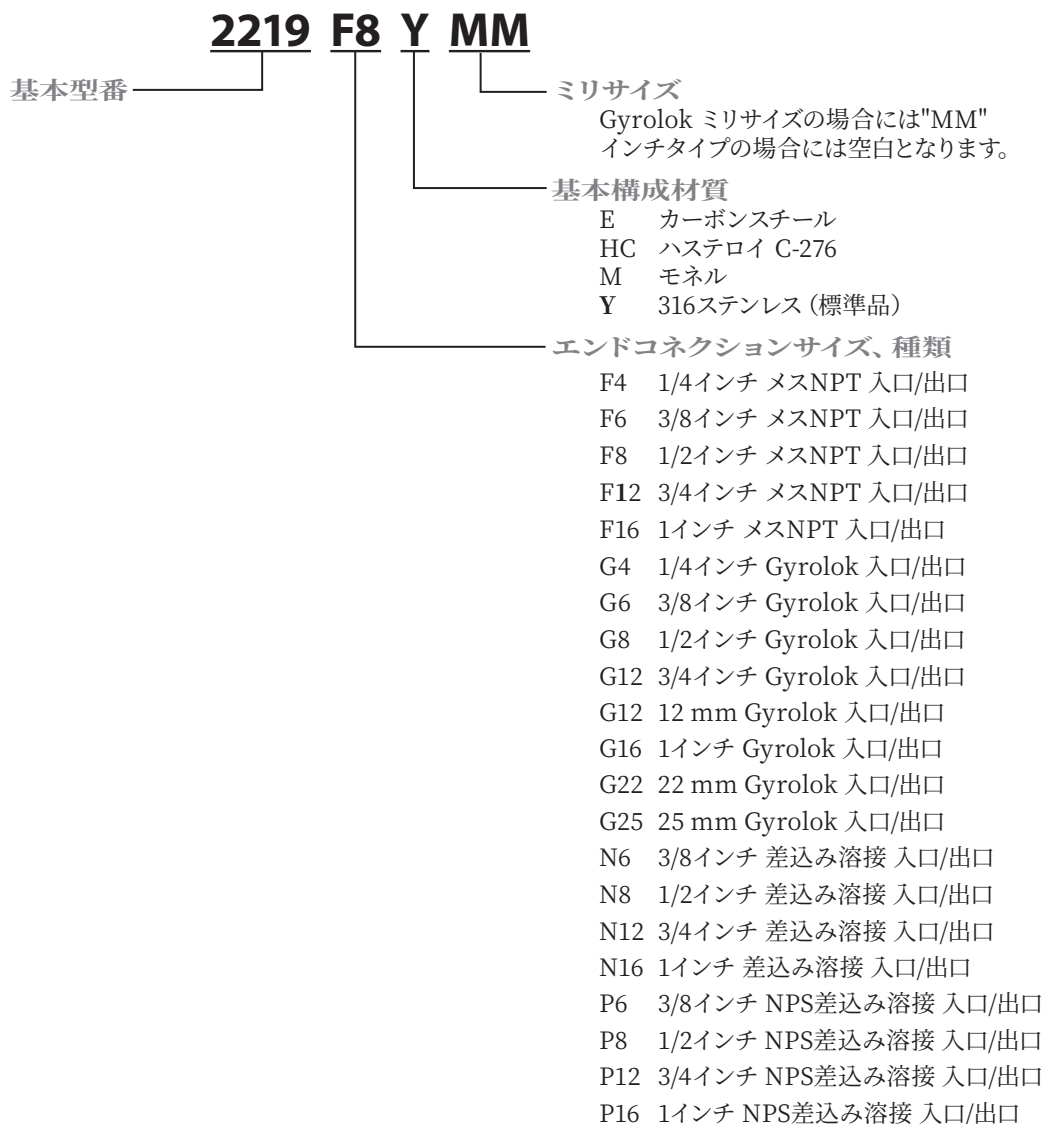 2219 F8 Y MM
基本型番
ミリサイズ
Gyrolok ミリサイズの場合には"MM"
インチタイプの場合には空白となります。
基本構成材質
E カーボンスチール
HC ハステロイ C-276
M モネル
Y 316ステンレス（標準品）
エンドコネクションサイズ、種類
F4 1/4インチ メスNPT 入口/出口
F6 3/8インチ メスNPT 入口/出口
F8 1/2インチ メスNPT 入口/出口
F12 3/4インチ メスNPT 入口/出口
F16 1インチ メスNPT 入口/出口
G4 1/4インチ Gyrolok 入口/出口
G6 3/8インチ Gyrolok 入口/出口
G8 1/2インチ Gyrolok 入口/出口
G12 3/4インチ Gyrolok 入口/出口
G12 12 mm Gyrolok 入口/出口
G16 1インチ Gyrolok 入口/出口
G22 22 mm Gyrolok 入口/出口
G25 25 mm Gyrolok 入口/出口
N6 3/8インチ 差込み溶接 入口/出口
N8 1/2インチ 差込み溶接 入口/出口
N12 3/4インチ 差込み溶接 入口/出口
N16 1インチ 差込み溶接 入口/出口
P6 3/8インチ NPS差込み溶接 入口/出口
P8 1/2インチ NPS差込み溶接 入口/出口
P12 3/4インチ NPS差込み溶接 入口/出口
P16 1インチ NPS差込み溶接 入口/出口